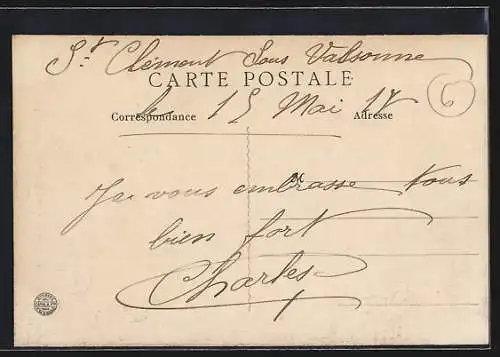 St Clément Sous Valsonne
CARTE POSTALE
le 15 Mai 17
Correspondance
Adresse
6
Je vous embrasse tous
bien fort
Charles